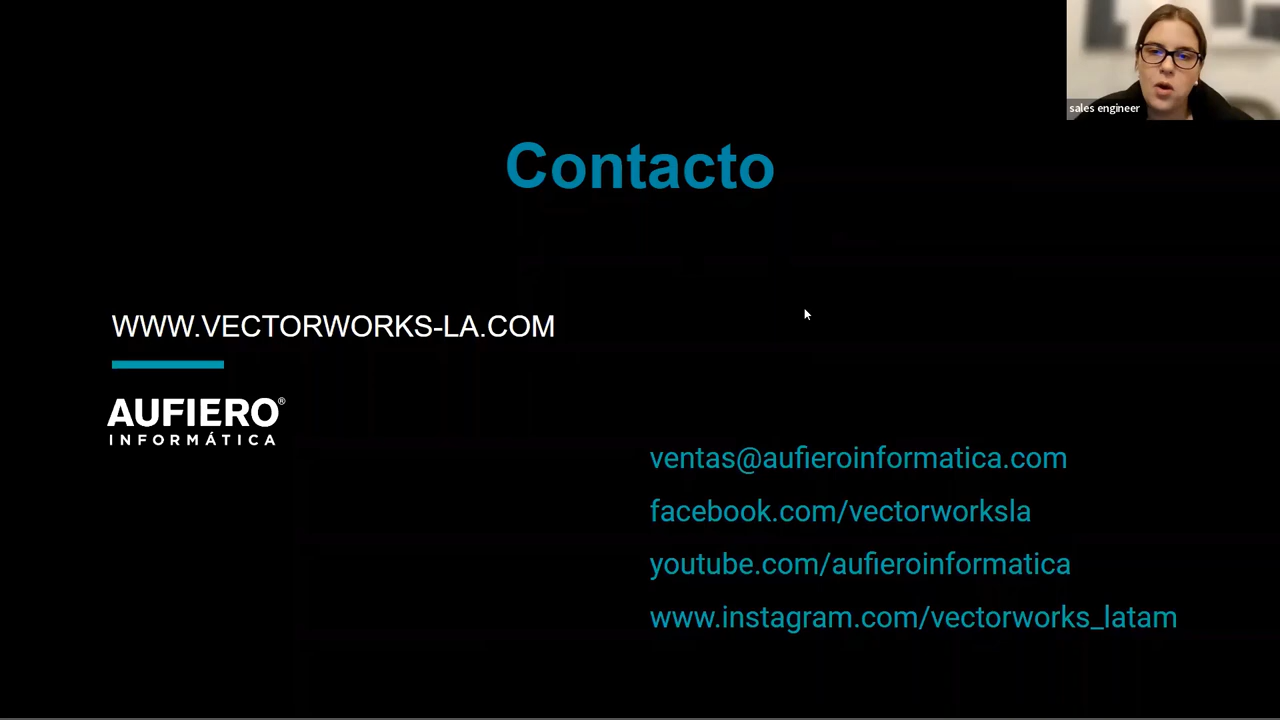 sales engineer
Contacto
WWW.VECTORWORKS-LA.COM
AUFIERO®
INFORMÁTICA
ventas@aufieroinformatica.com
facebook.com/vectorworksla
youtube.com/aufieroinformatica
www.instagram.com/vectorworks_latam